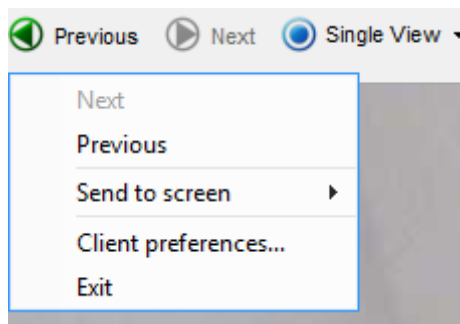 Previous Next Single View
Next
Previous
Send to screen
Client preferences...
Exit